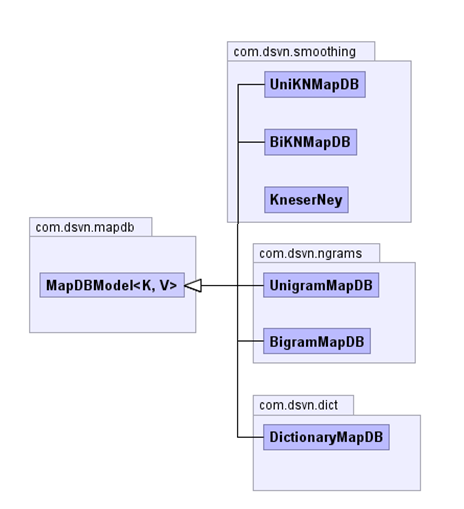 com.dsvn.smoothing
UniKNMapDB
BiKNMapDB
KneserNey
com.dsvn.mapdb
MapDBModel<K, V>
com.dsvn.ngrams
UnigramMapDB
BigramMapDB
com.dsvn.dict
DictionaryMapDB